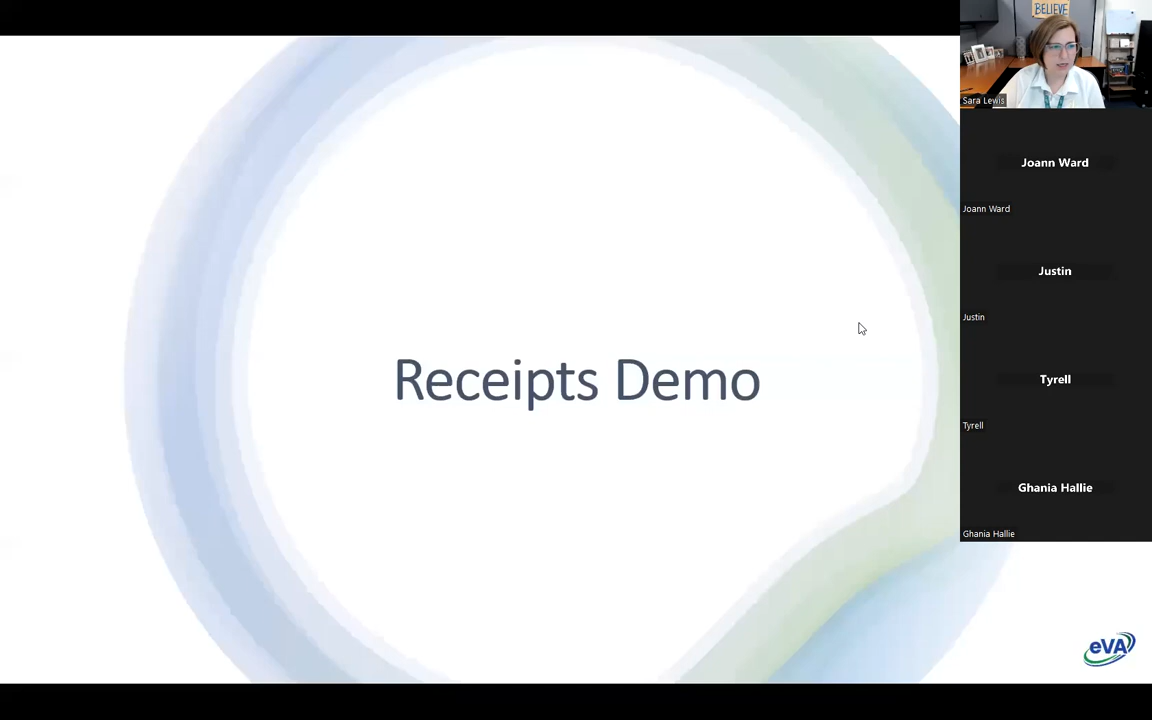 BELIEVE
Sara Lewis
Joann Ward
Joann Ward
Justin
Justin
Tyrell
Tyrell
Ghania Hallie
Ghania Hallie
Receipts Demo
eVA